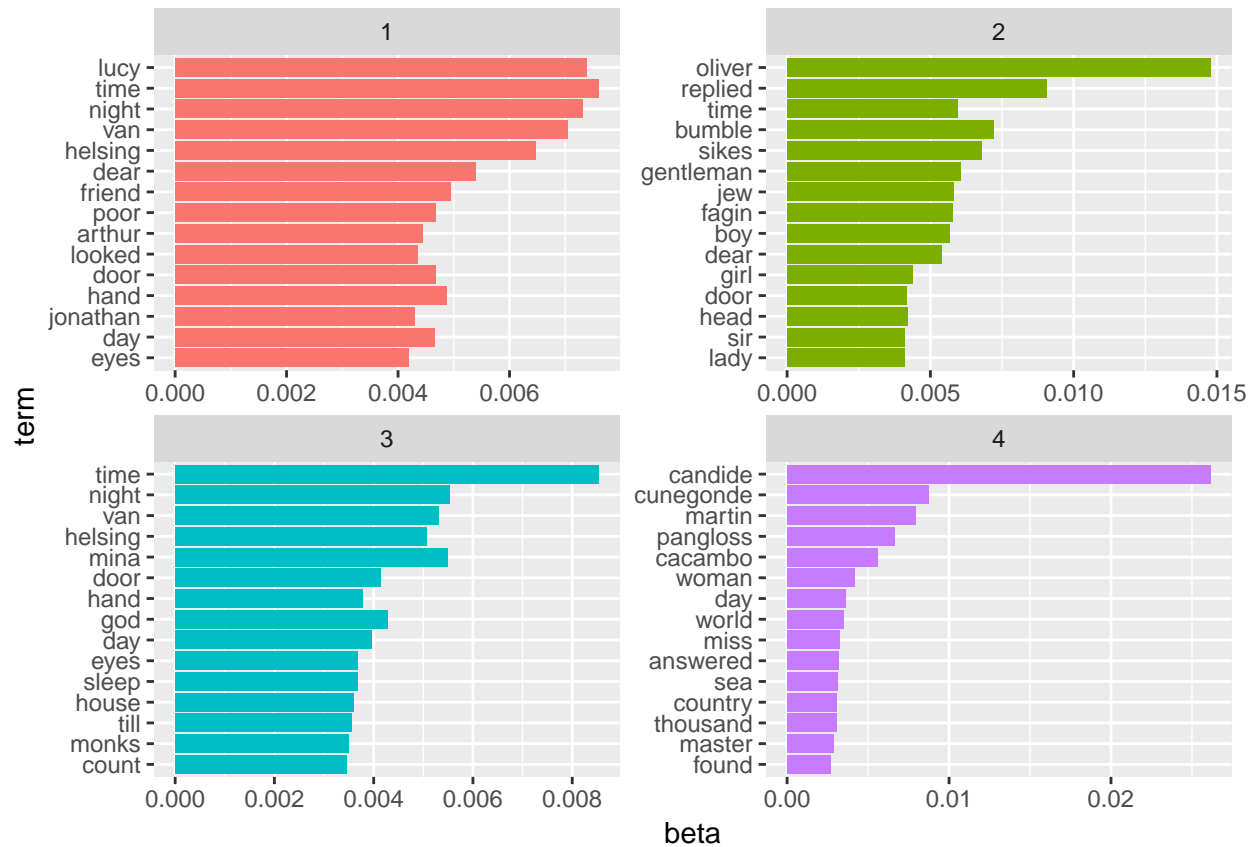 1
lucy
time
night
van
helsing
dear
friend
poor
arthur
looked
door
hand
jonathan
day
eyes
0.000 0.002 0.004 0.006
2
oliver
replied
time
bumble
sikes
gentleman
jew
fagin
boy
dear
girl
door
head
sir
lady
0.000 0.005 0.010 0.015
term
3
time
night
van
helsing
mina
door
hand
god
day
eyes
sleep
house
till
monks
count
0.000 0.002 0.004 0.006 0.008
4
candide
cunegonde
martin
pangloss
cacambo
woman
day
world
miss
answered
sea
country
thousand
master
found
0.00 0.01 0.02
beta